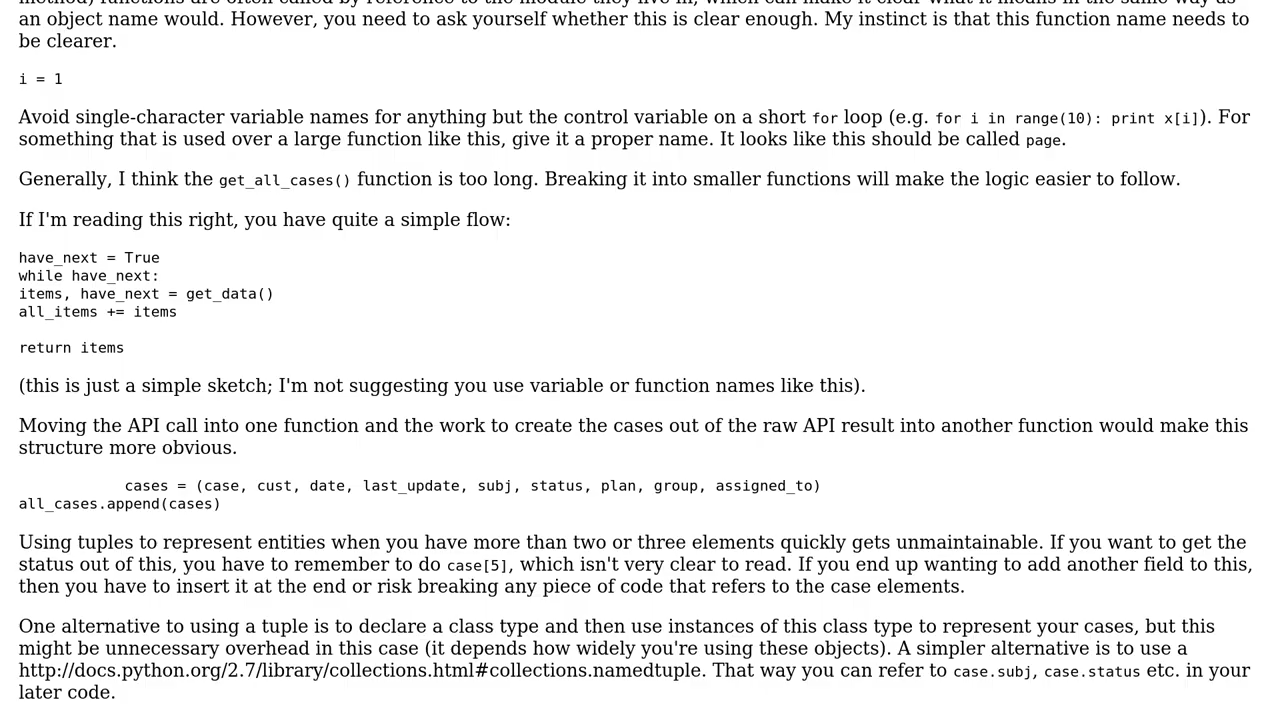 an object name would. However, you need to ask yourself whether this is clear enough. My instinct is that this function name needs to
be clearer.
i = 1
Avoid single-character variable names for anything but the control variable on a short for loop (e.g. for i in range(10): print x[i]). For
something that is used over a large function like this, give it a proper name. It looks like this should be called page.
Generally, I think the get_all_cases() function is too long. Breaking it into smaller functions will make the logic easier to follow.
If I'm reading this right, you have quite a simple flow:
have_next = True
while have_next:
items, have_next = get_data()
all_items += items
return items
(this is just a simple sketch; I'm not suggesting you use variable or function names like this).
Moving the API call into one function and the work to create the cases out of the raw API result into another function would make this
structure more obvious.
cases = (case, cust, date, last_update, subj, status, plan, group, assigned_to)
all_cases.append(cases)
Using tuples to represent entities when you have more than two or three elements quickly gets unmaintainable. If you want to get the
status out of this, you have to remember to do case[5], which isn't very clear to read. If you end up wanting to add another field to this,
then you have to insert it at the end or risk breaking any piece of code that refers to the case elements.
One alternative to using a tuple is to declare a class type and then use instances of this class type to represent your cases, but this
might be unnecessary overhead in this case (it depends how widely you're using these objects). A simpler alternative is to use a
http://docs.python.org/2.7/library/collections.html#collections.namedtuple. That way you can refer to case.subj, case.status etc. in your
later code.